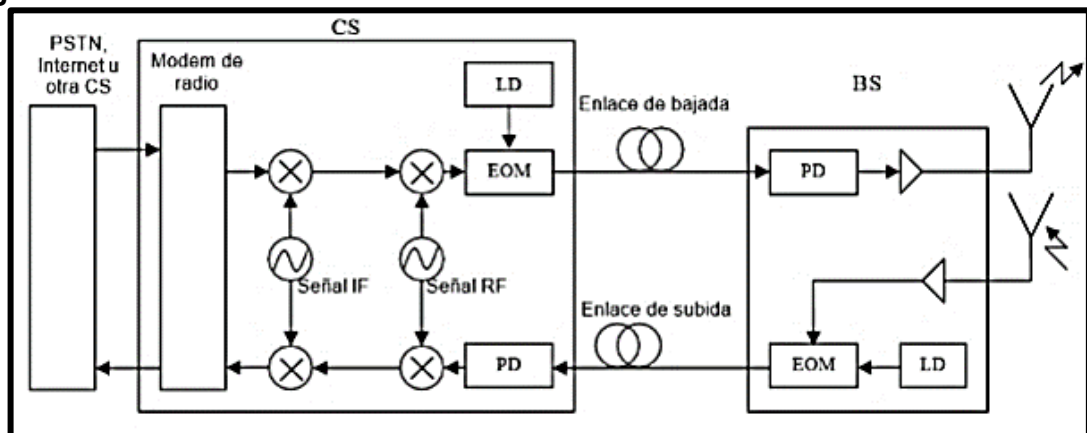 CS
PSTN,
Internet u
otra CS
Modem de
radio
LD
EOM
Enlace de bajada
BS
PD
Señal IF
Señal RF
Enlace de subida
PD
EOM
LD